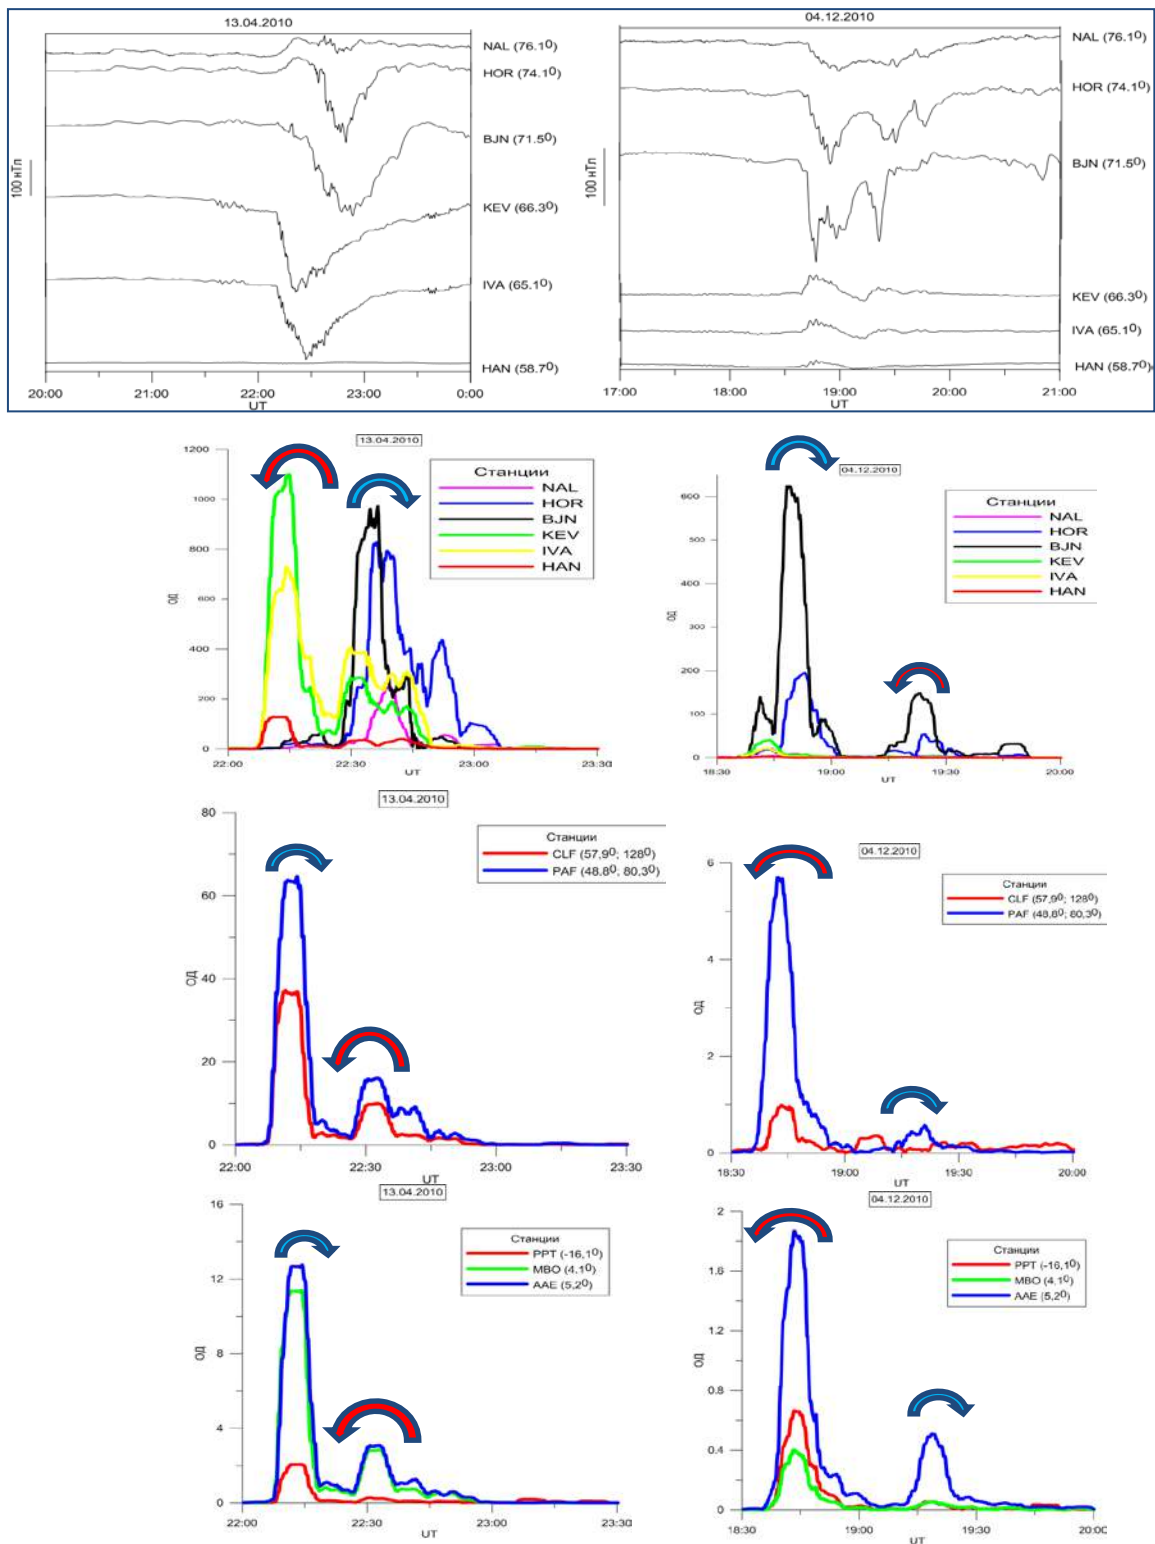 13.04.2010
NAL (76.1⁰)
HOR (74.1⁰)
BJN (71.5⁰)
KEV (66.3⁰)
IVA (65.1⁰)
HAN (58.7⁰)
100 нТл
20:00 21:00 22:00 23:00 0:00
UT
04.12.2010
NAL (76.1⁰)
HOR (74.1⁰)
BJN (71.5⁰)
KEV (66.3⁰)
IVA (65.1⁰)
HAN (58.7⁰)
100 нТл
17:00 18:00 19:00 20:00 21:00
UT
13.04.2010
Станции
NAL
HOR
BJN
KEV
IVA
HAN
1200
1000
800
600
400
200
0
ОД
22:00 22:30 23:00 23:30
UT
04.12.2010
Станции
NAL
HOR
BJN
KEV
IVA
HAN
600
500
400
300
200
100
0
ОД
18:30 19:00 19:30 20:00
UT
13.04.2010
Станции
CLF (57,9⁰; 128⁰)
PAF (48,8⁰; 80,3⁰)
80
60
40
20
0
ОД
22:00 22:30 23:00 23:30
UT
04.12.2010
Станции
CLF (57,9⁰; 128⁰)
PAF (48,8⁰; 80,3⁰)
6
4
2
0
ОД
18:30 19:00 19:30 20:00
UT
13.04.2010
Станции
PPT (-16,1⁰)
MBO (4,1⁰)
AAE (5,2⁰)
16
12
8
4
0
ОД
22:00 22:30 23:00 23:30
UT
04.12.2010
Станции
PPT (-16,1⁰)
MBO (4,1⁰)
AAE (5,2⁰)
2
1.6
1.2
0.8
0.4
0
ОД
18:30 19:00 19:30 20:00
UT